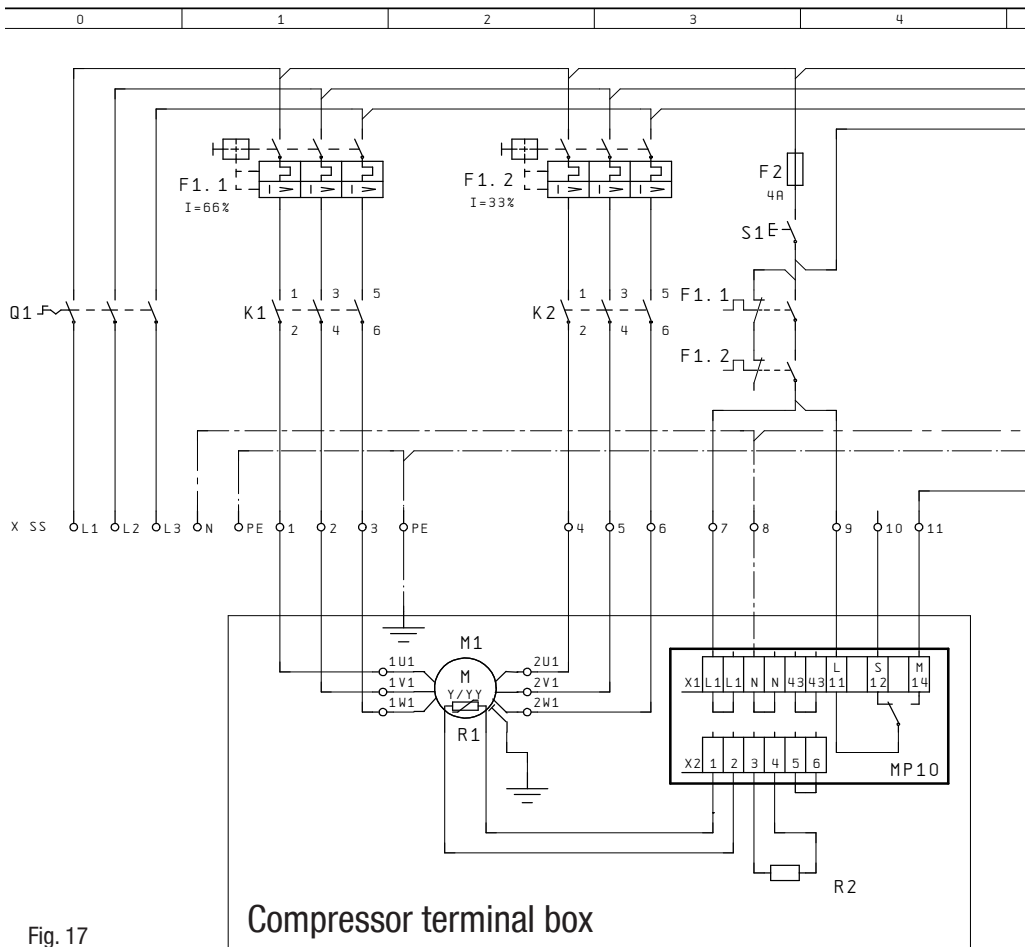 0 1 2 3 4
F1.1
I=66%
F1.2
I=33%
F2
4A
S1
Q1
K1
1 3 5
2 4 6
K2
1 3 5
2 4 6
F1.1
F1.2
X SS L1 L2 L3 N PE 1 2 3 PE 4 5 6 7 8 9 10 11
M1
1U1
1V1
1W1
M
Y/YY
R1
2U1
2V1
2W1
L S M
X1 L1 L1 N N 43 43 11 12 14
X2 1 2 3 4 5 6
MP10
R2
Compressor terminal box
Fig. 17